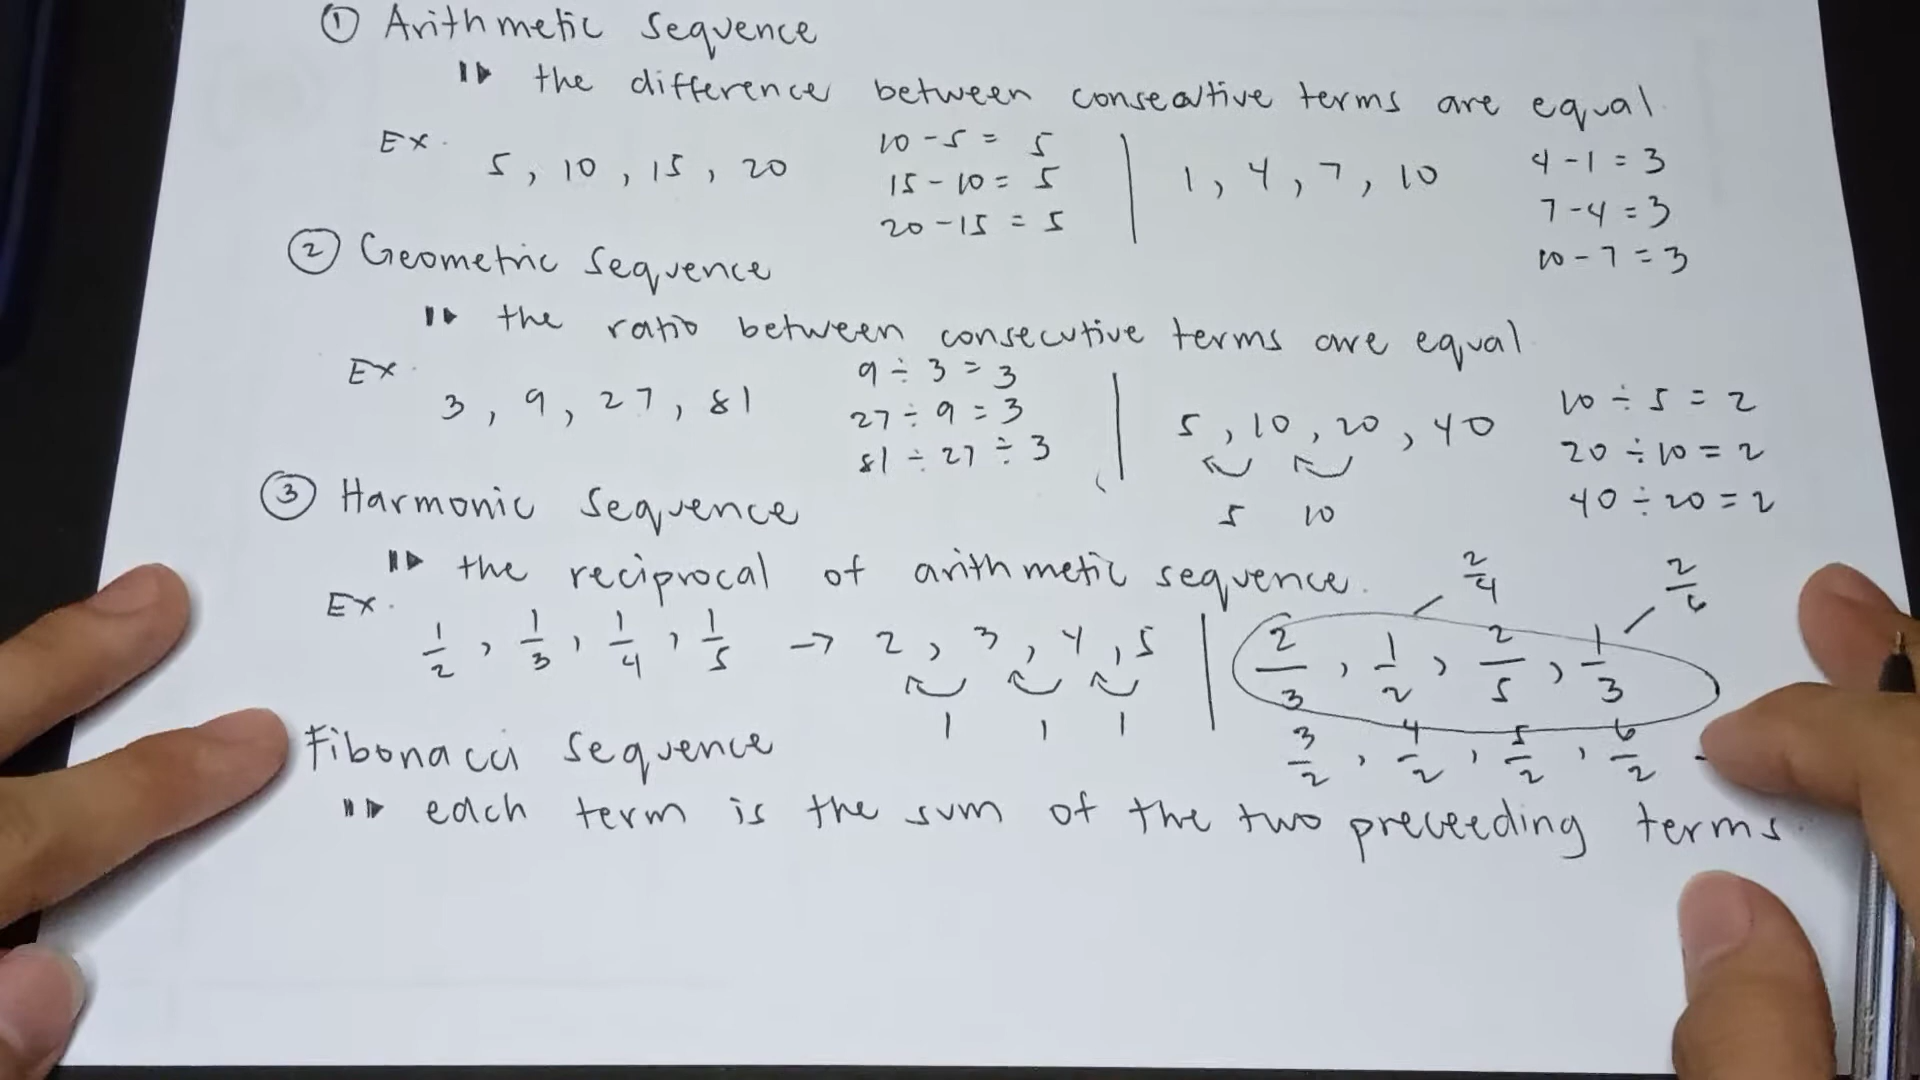 ① Arithmetic Sequence
the difference between consecutive terms are equal.
Ex. 5, 10, 15, 20
10 - 5 = 5
15 - 10 = 5
20 - 15 = 5
1, 4, 7, 10
4 - 1 = 3
7 - 4 = 3
10 - 7 = 3
② Geometric Sequence
the ratio between consecutive terms are equal
Ex. 3, 9, 27, 81
9 ÷ 3 = 3
27 ÷ 9 = 3
81 ÷ 27 ÷ 3
5, 10, 20, 40
5 10
10 ÷ 5 = 2
20 ÷ 10 = 2
40 ÷ 20 = 2
③ Harmonic Sequence
the reciprocal of arithmetic sequence.
Ex. 1/2, 1/3, 1/4, 1/5 → 2, 3, 4, 5
1 1 1
2/4 2/6
2/3, 1/2, 2/5, 1/3
3/2, 4/2, 5/2, 6/2
Fibonacci Sequence
each term is the sum of the two preceeding terms.